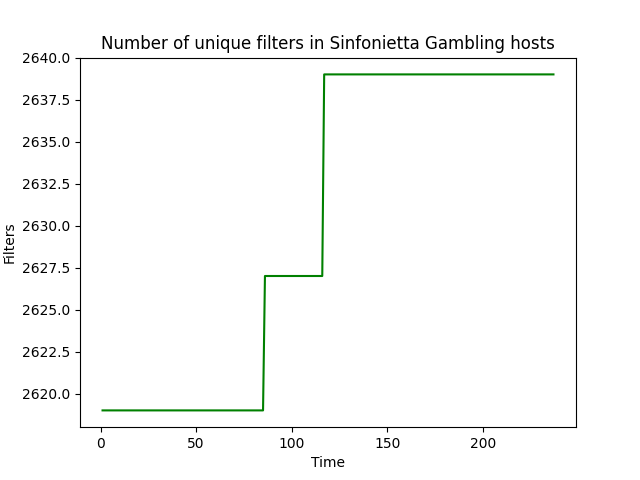 Number of unique filters in Sinfonietta Gambling hosts
2640.0
2637.5
2635.0
2632.5
2630.0
2627.5
2625.0
2622.5
2620.0
Filters
0 50 100 150 200
Time